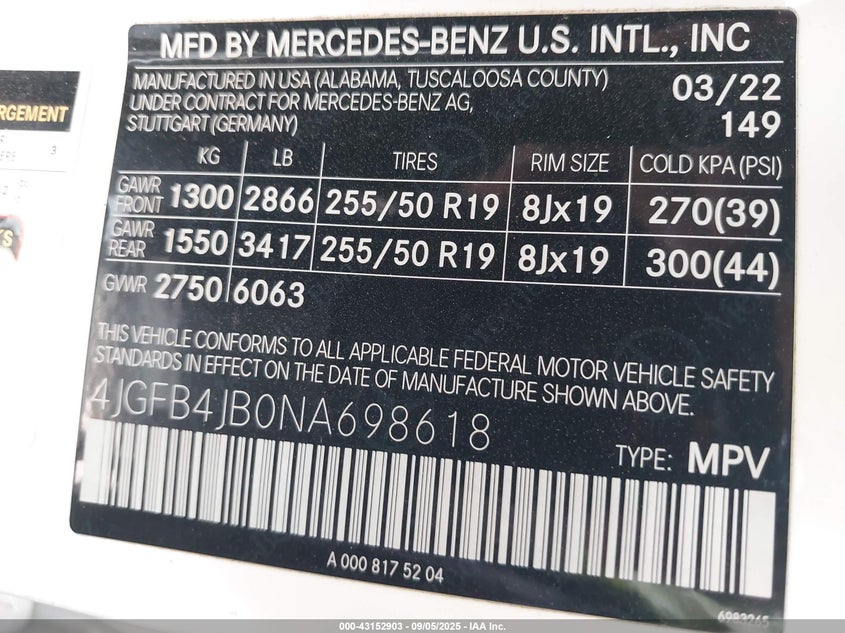 RGEMENT
MFD BY MERCEDES-BENZ U.S. INTL., INC
MANUFACTURED IN USA (ALABAMA, TUSCALOOSA COUNTY) 03/22
UNDER CONTRACT FOR MERCEDES-BENZ AG, 149
STUTTGART (GERMANY)
KG LB TIRES RIM SIZE COLD KPA (PSI)
GAWR FRONT 1300 2866 255/50 R19 8Jx19 270(39)
GAWR REAR 1550 3417 255/50 R19 8Jx19 300(44)
GVWR 2750 6063
THIS VEHICLE CONFORMS TO ALL APPLICABLE FEDERAL MOTOR VEHICLE SAFETY
STANDARDS IN EFFECT ON THE DATE OF MANUFACTURE SHOWN ABOVE.
4JGFB4JB0NA698618
TYPE: MPV
A 000 817 52 04
6983265
340--43152903 - 09/05/2025 - IAA Inc.